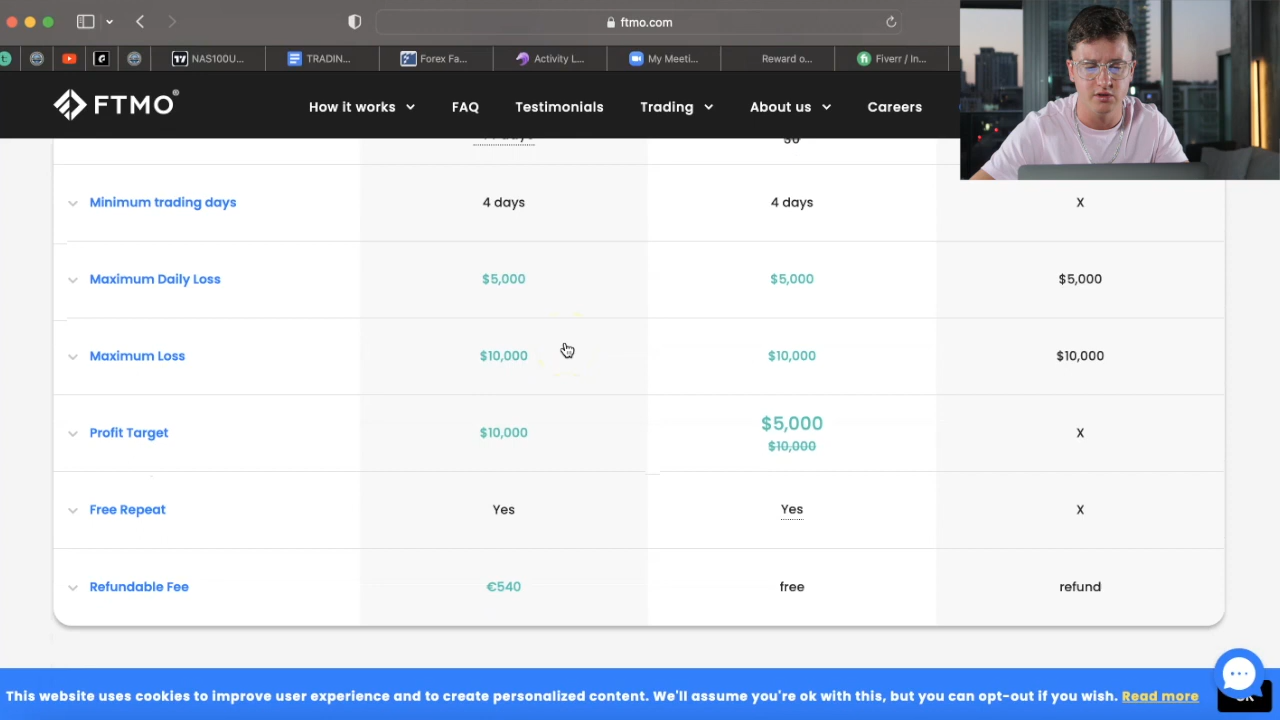 ftmo.com
NAS100U...
TRADIN...
Forex Fa...
Activity L...
My Meeti...
Reward o...
Fiverr / In...
FTMO®
How it works
FAQ
Testimonials
Trading
About us
Careers
Minimum trading days
4 days
4 days
X
Maximum Daily Loss
$5,000
$5,000
$5,000
Maximum Loss
$10,000
$10,000
$10,000
Profit Target
$10,000
$5,000
$10,000
X
Free Repeat
Yes
Yes
X
Refundable Fee
€540
free
refund
This website uses cookies to improve user experience and to create personalized content. We'll assume you're ok with this, but you can opt-out if you wish. Read more